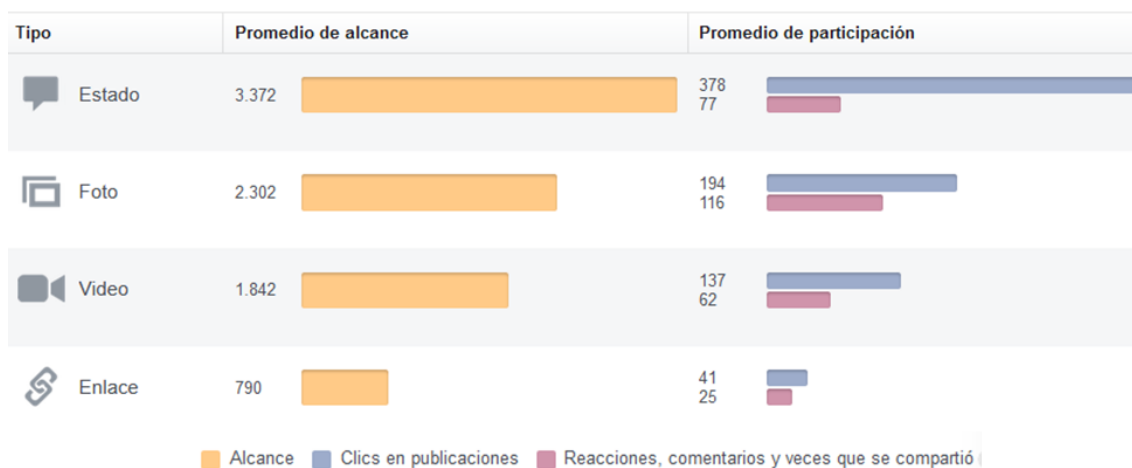 Tipo Promedio de alcance Promedio de participación
Estado 3.372 378
77
Foto 2.302 194
116
Video 1.842 137
62
Enlace 790 41
25
Alcance Clics en publicaciones Reacciones, comentarios y veces que se compartió